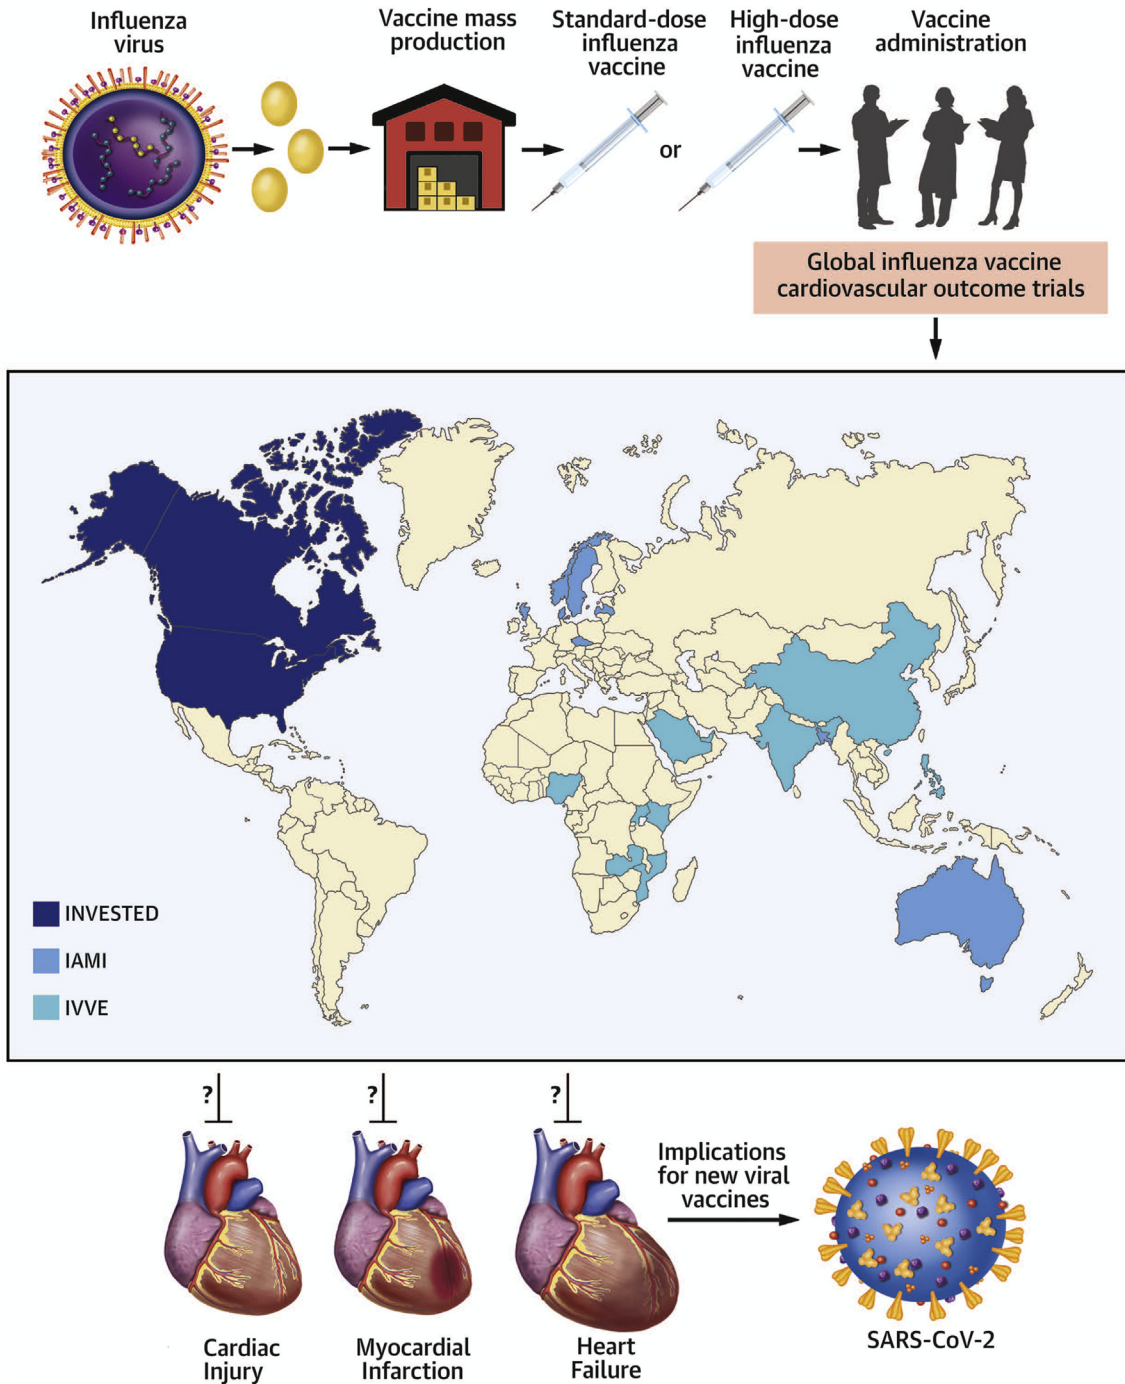 Influenza
virus
Vaccine mass
production
Standard-dose
influenza
vaccine
or
High-dose
influenza
vaccine
Vaccine
administration
Global influenza vaccine
cardiovascular outcome trials
INVESTED
IAMI
IVVE
?
?
?
Implications
for new viral
vaccines
Cardiac
Injury
Myocardial
Infarction
Heart
Failure
SARS-CoV-2